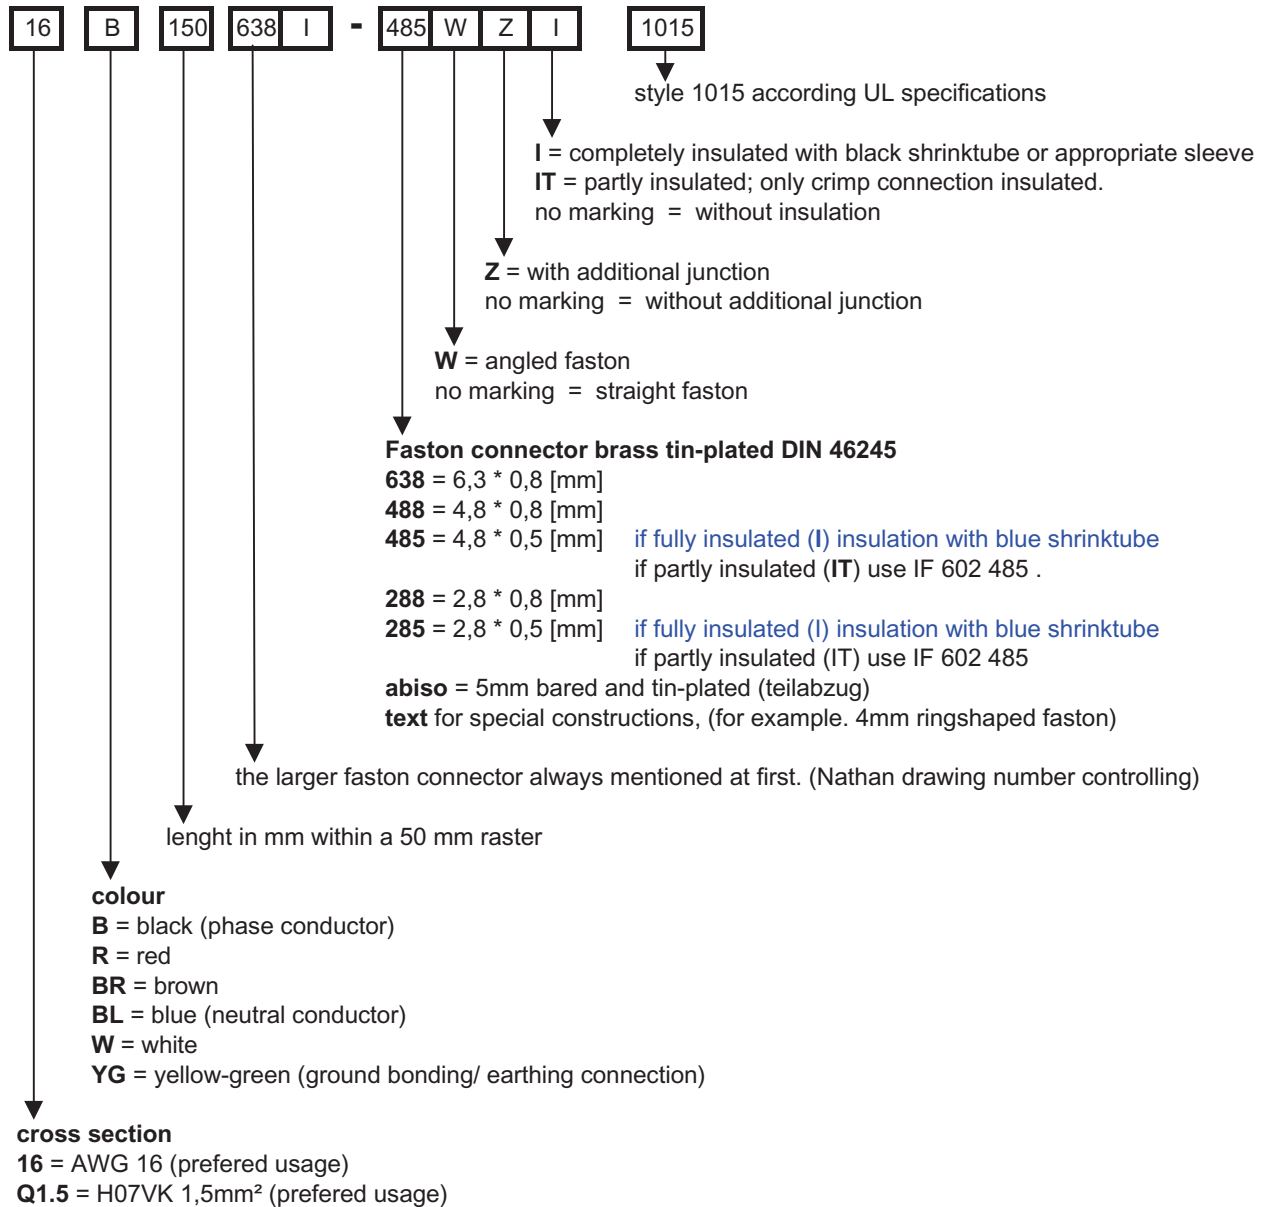 16 B 150 638 I - 485 W Z I 1015
style 1015 according UL specifications
I = completely insulated with black shrinktube or appropriate sleeve
IT = partly insulated; only crimp connection insulated.
no marking = without insulation
Z = with additional junction
no marking = without additional junction
W = angled faston
no marking = straight faston
Faston connector brass tin-plated DIN 46245
638 = 6,3 * 0,8 [mm]
488 = 4,8 * 0,8 [mm]
485 = 4,8 * 0,5 [mm] if fully insulated (I) insulation with blue shrinktube
if partly insulated (IT) use IF 602 485 .
288 = 2,8 * 0,8 [mm]
285 = 2,8 * 0,5 [mm] if fully insulated (I) insulation with blue shrinktube
if partly insulated (IT) use IF 602 485
abiso = 5mm bared and tin-plated (teilabzug)
text for special constructions, (for example. 4mm ringshaped faston)
the larger faston connector always mentioned at first. (Nathan drawing number controlling)
lenght in mm within a 50 mm raster
colour
B = black (phase conductor)
R = red
BR = brown
BL = blue (neutral conductor)
W = white
YG = yellow-green (ground bonding/ earthing connection)
cross section
16 = AWG 16 (prefered usage)
Q1.5 = H07VK 1,5mm² (prefered usage)